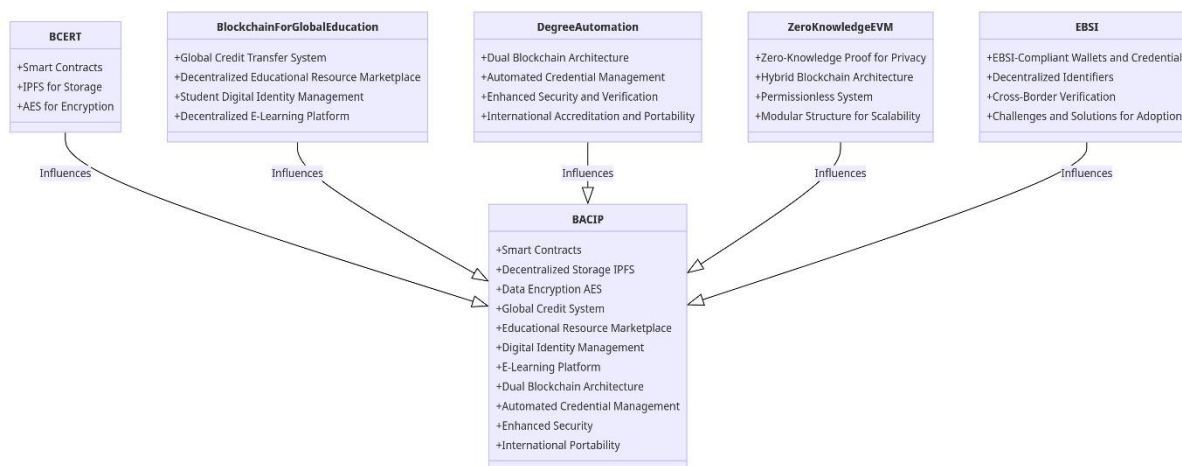 BCERT
+Smart Contracts
+IPFS for Storage
+AES for Encryption
BlockchainForGlobalEducation
+Global Credit Transfer System
+Decentralized Educational Resource Marketplace
+Student Digital Identity Management
+Decentralized E-Learning Platform
DegreeAutomation
+Dual Blockchain Architecture
+Automated Credential Management
+Enhanced Security and Verification
+International Accreditation and Portability
ZeroKnowledgeEVM
+Zero-Knowledge Proof for Privacy
+Hybrid Blockchain Architecture
+Permissionless System
+Modular Structure for Scalability
EBSI
+EBSI-Compliant Wallets and Credential
+Decentralized Identifiers
+Cross-Border Verification
+Challenges and Solutions for Adoption
Influences
Influences
Influences
Influences
Influences
BACIP
+Smart Contracts
+Decentralized Storage IPFS
+Data Encryption AES
+Global Credit System
+Educational Resource Marketplace
+Digital Identity Management
+E-Learning Platform
+Dual Blockchain Architecture
+Automated Credential Management
+Enhanced Security
+International Portability